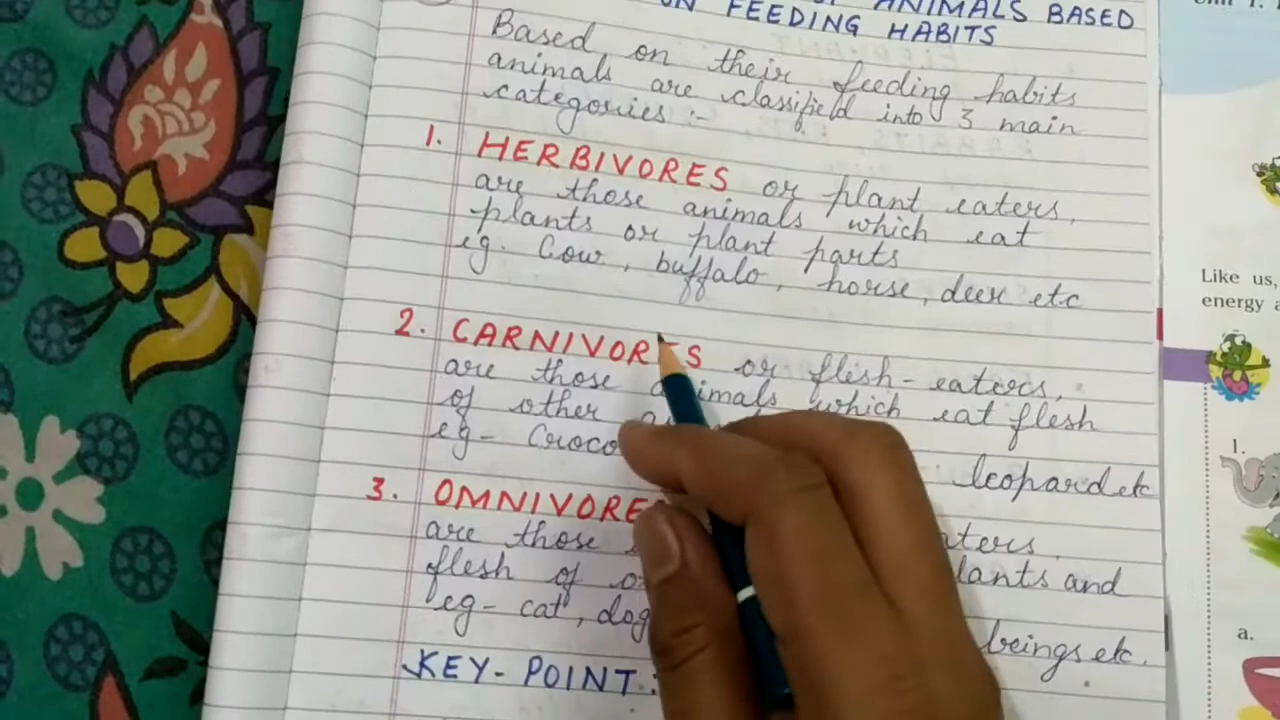 ANIMALS BASED
ON FEEDING HABITS
Based on their feeding habits
animals are classified into 3 main
categories :-
1. HERBIVORES or plant eaters,
are those animals which eat
plants or plant parts
eg. Cow, buffalo, horse, deer etc
2. CARNIVORES or flesh-eaters,
are those animals which eat flesh
of other
eg- Croco leopard etc
3. OMNIVORE
are those aters.
flesh of lants and
eg- cat, dog beings etc.
KEY-POINT:
Like us,
energy
1.
a.